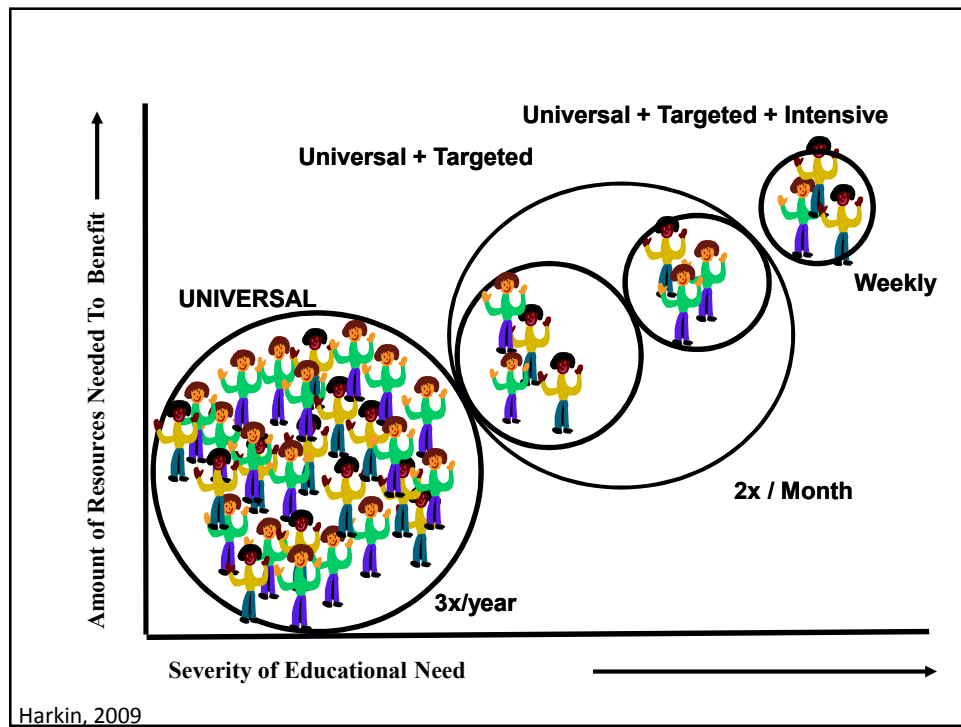 Universal + Targeted + Intensive
Universal + Targeted
UNIVERSAL
Weekly
2x / Month
3x/year
Amount of Resources Needed To Benefit
Severity of Educational Need
Harkin, 2009